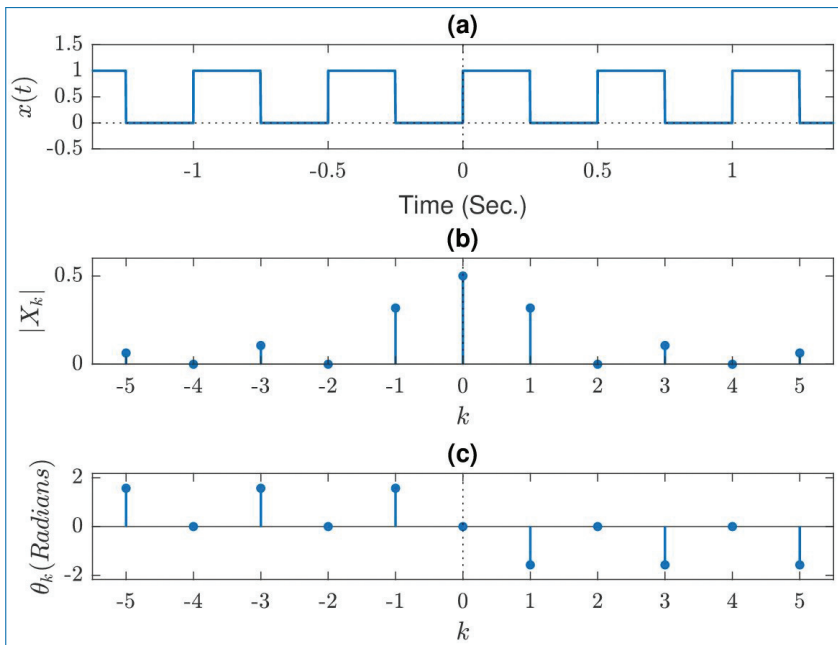 (a)
1.5
1
0.5
0
-0.5
x(t)
-1 -0.5 0 0.5 1
Time (Sec.)
(b)
0.5
0
|X_k|
-5 -4 -3 -2 -1 0 1 2 3 4 5
k
(c)
2
0
-2
θ_k(Radians)
-5 -4 -3 -2 -1 0 1 2 3 4 5
k